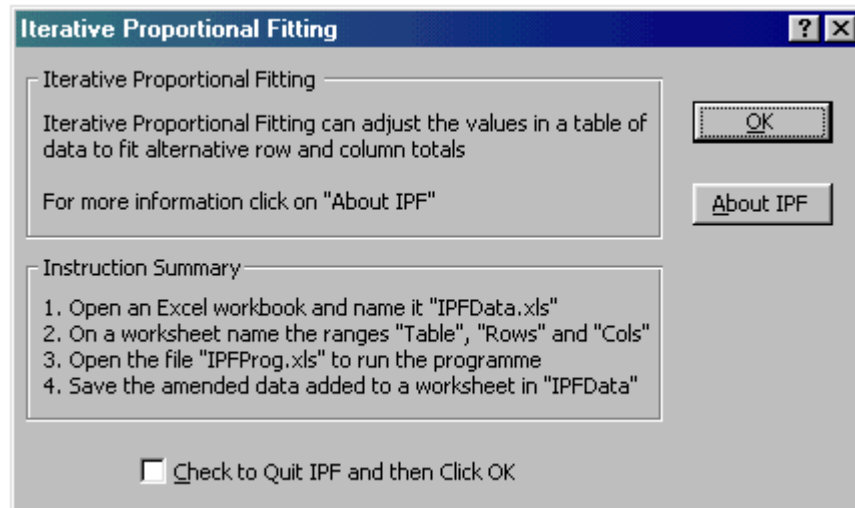 Iterative Proportional Fitting
Iterative Proportional Fitting
Iterative Proportional Fitting can adjust the values in a table of
data to fit alternative row and column totals
For more information click on "About IPF"
OK
About IPF
Instruction Summary
1. Open an Excel workbook and name it "IPFData.xls"
2. On a worksheet name the ranges "Table", "Rows" and "Cols"
3. Open the file "IPFProg.xls" to run the programme
4. Save the amended data added to a worksheet in "IPFData"
Check to Quit IPF and then Click OK